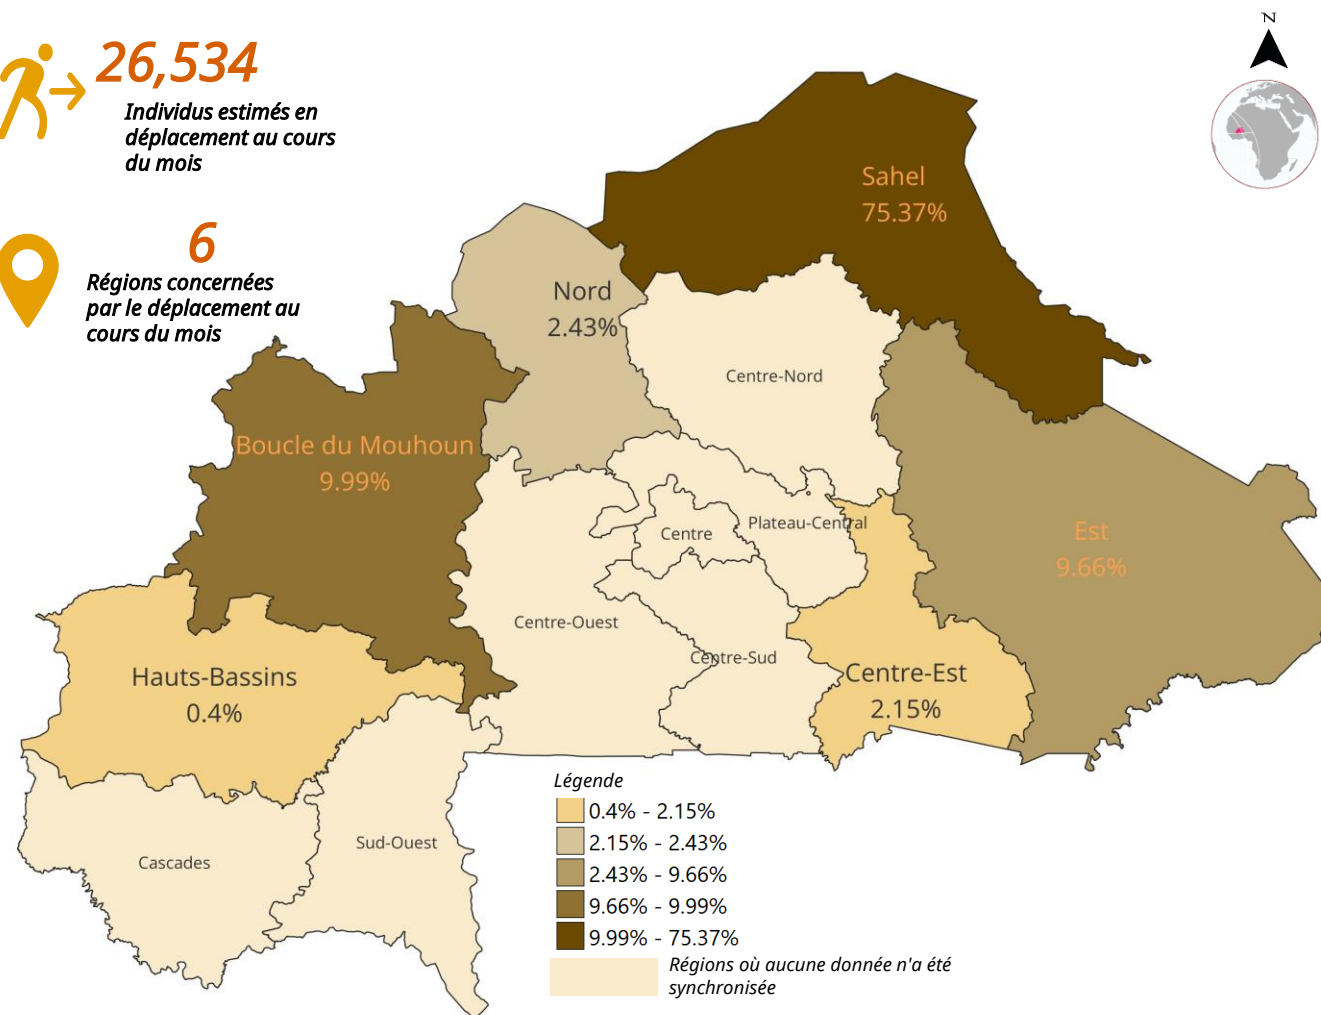 N
26,534
Individus estimés en
déplacement au cours
du mois
6
Régions concernées
par le déplacement au
cours du mois
Sahel
75.37%
Nord
2.43%
Centre-Nord
Boucle du Mouhoun
9.99%
Plateau-Central
Centre
Est
9.66%
Centre-Ouest
Centre-Sud
Hauts-Bassins
0.4%
Centre-Est
2.15%
Sud-Ouest
Cascades
Légende
0.4% - 2.15%
2.15% - 2.43%
2.43% - 9.66%
9.66% - 9.99%
9.99% - 75.37%
Régions où aucune donnée n'a été
synchronisée